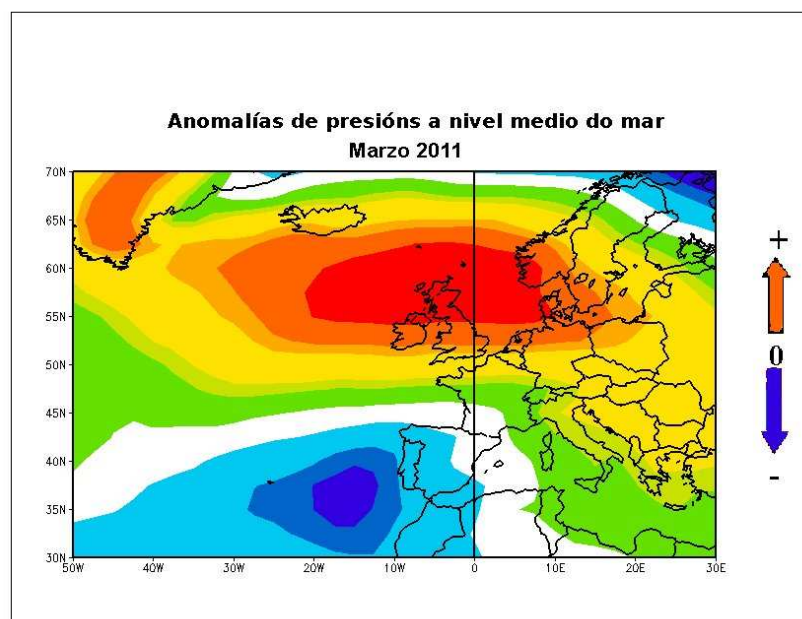 Anomalías de presións a nivel medio do mar
Marzo 2011
70N
65N
60N
55N
50N
45N
40N
35N
30N
50W 40W 30W 20W 10W 0 10E 20E 30E
+
0
-